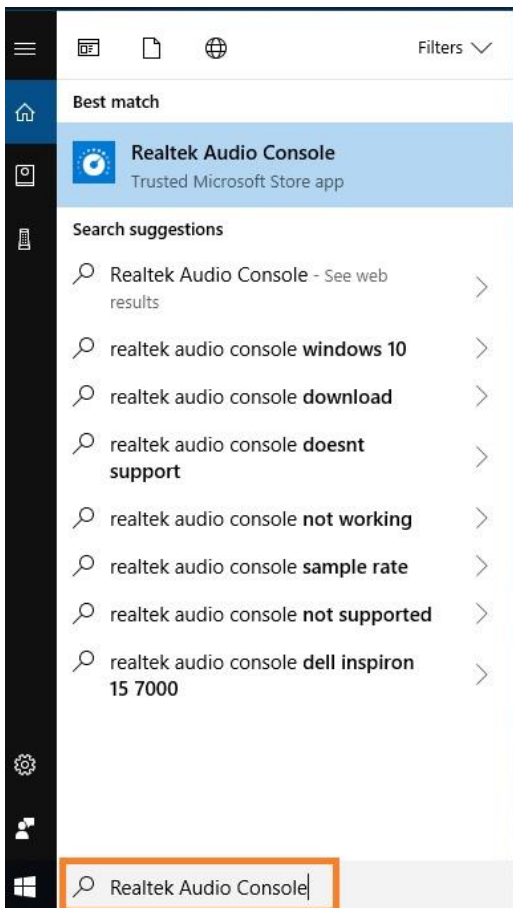 Filters
Best match
Realtek Audio Console
Trusted Microsoft Store app
Search suggestions
Realtek Audio Console - See web
results
realtek audio console windows 10
realtek audio console download
realtek audio console doesnt
support
realtek audio console not working
realtek audio console sample rate
realtek audio console not supported
realtek audio console dell inspiron
15 7000
Realtek Audio Console